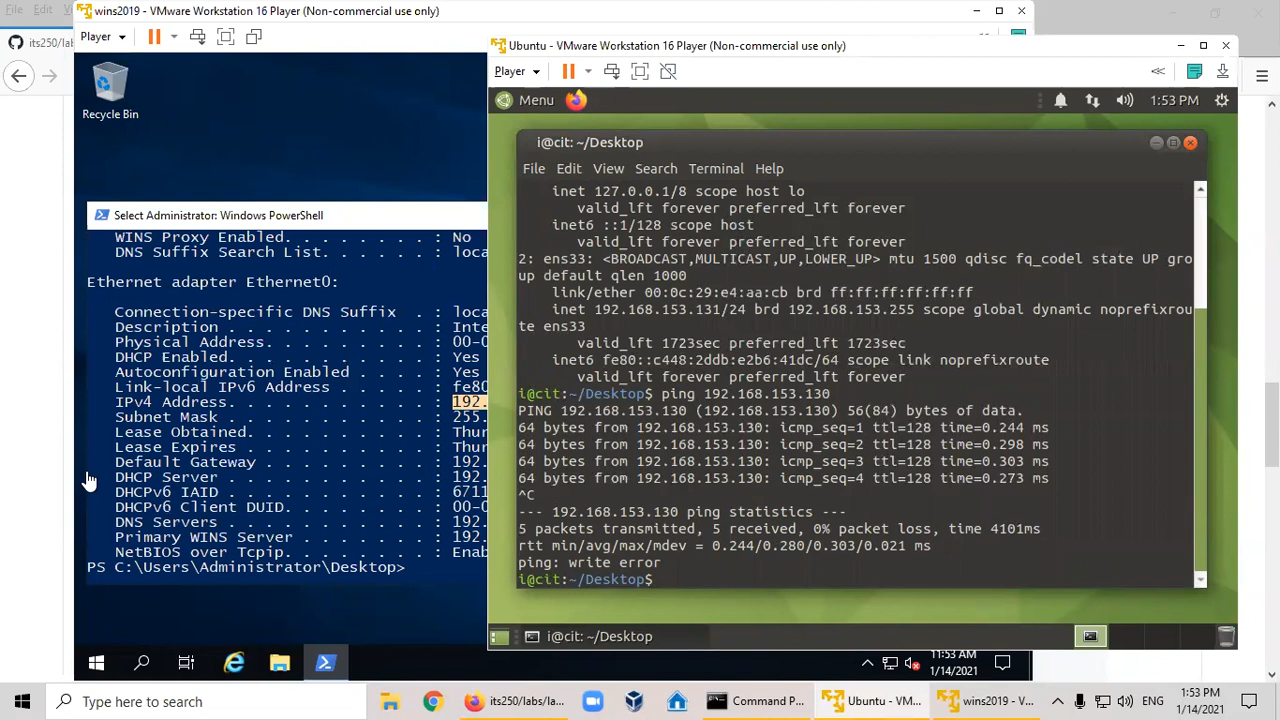 File
Edit
its250/lab
wins2019 - VMware Workstation 16 Player (Non-commercial use only)
Player
Recycle Bin
Select Administrator: Windows PowerShell
WINS Proxy Enabled. . . . . . . . : No
DNS Suffix Search List. . . . . . : loca
Ethernet adapter Ethernet0:
Connection-specific DNS Suffix  . : loca
Description . . . . . . . . . . . : Inte
Physical Address. . . . . . . . . : 00-0
DHCP Enabled. . . . . . . . . . . : Yes
Autoconfiguration Enabled . . . . : Yes
Link-local IPv6 Address . . . . . : fe80
IPv4 Address. . . . . . . . . . . : 192.
Subnet Mask . . . . . . . . . . . : 255.
Lease Obtained. . . . . . . . . . : Thur
Lease Expires . . . . . . . . . . : Thur
Default Gateway . . . . . . . . . : 192.
DHCP Server . . . . . . . . . . . : 192.
DHCPv6 IAID . . . . . . . . . . . : 6711
DHCPv6 Client DUID. . . . . . . . : 00-0
DNS Servers . . . . . . . . . . . : 192.
Primary WINS Server . . . . . . . : 192.
NetBIOS over Tcpip. . . . . . . . : Enab
PS C:\Users\Administrator\Desktop>
11:53 AM
1/14/2021
Ubuntu - VMware Workstation 16 Player (Non-commercial use only)
Player
Menu
1:53 PM
i@cit: ~/Desktop
File Edit View Search Terminal Help
inet 127.0.0.1/8 scope host lo
valid_lft forever preferred_lft forever
inet6 ::1/128 scope host
valid_lft forever preferred_lft forever
2: ens33: <BROADCAST,MULTICAST,UP,LOWER_UP> mtu 1500 qdisc fq_codel state UP gro
up default qlen 1000
link/ether 00:0c:29:e4:aa:cb brd ff:ff:ff:ff:ff:ff
inet 192.168.153.131/24 brd 192.168.153.255 scope global dynamic noprefixrou
te ens33
valid_lft 1723sec preferred_lft 1723sec
inet6 fe80::c448:2ddb:e2b6:41dc/64 scope link noprefixroute
valid_lft forever preferred_lft forever
i@cit:~/Desktop$ ping 192.168.153.130
PING 192.168.153.130 (192.168.153.130) 56(84) bytes of data.
64 bytes from 192.168.153.130: icmp_seq=1 ttl=128 time=0.244 ms
64 bytes from 192.168.153.130: icmp_seq=2 ttl=128 time=0.298 ms
64 bytes from 192.168.153.130: icmp_seq=3 ttl=128 time=0.303 ms
64 bytes from 192.168.153.130: icmp_seq=4 ttl=128 time=0.273 ms
^C
--- 192.168.153.130 ping statistics ---
5 packets transmitted, 5 received, 0% packet loss, time 4101ms
rtt min/avg/max/mdev = 0.244/0.280/0.303/0.021 ms
ping: write error
i@cit:~/Desktop$
i@cit: ~/Desktop
Type here to search
its250/labs/la...
Command P...
Ubuntu - VM...
wins2019 - V...
ENG
1:53 PM
1/14/2021